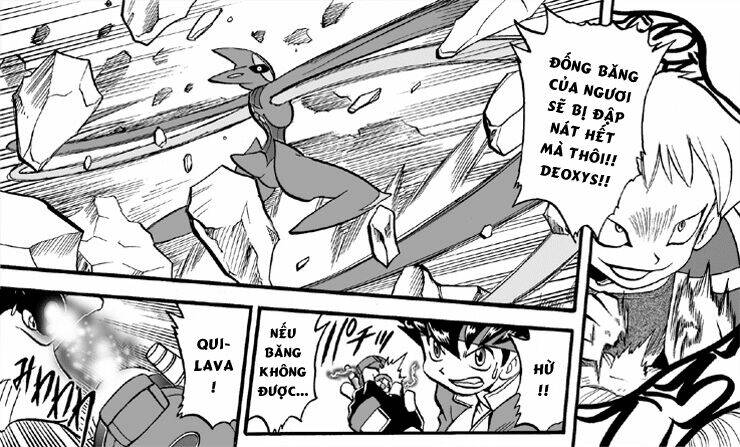 ĐỐNG BĂNG
CỦA NGƯƠI
SẼ BỊ ĐẬP
NÁT HẾT
MÀ THÔI!!
DEOXYS!!
HỪ
!!
NẾU
BĂNG
KHÔNG
ĐƯỢC...
QUI-
LAVA
!